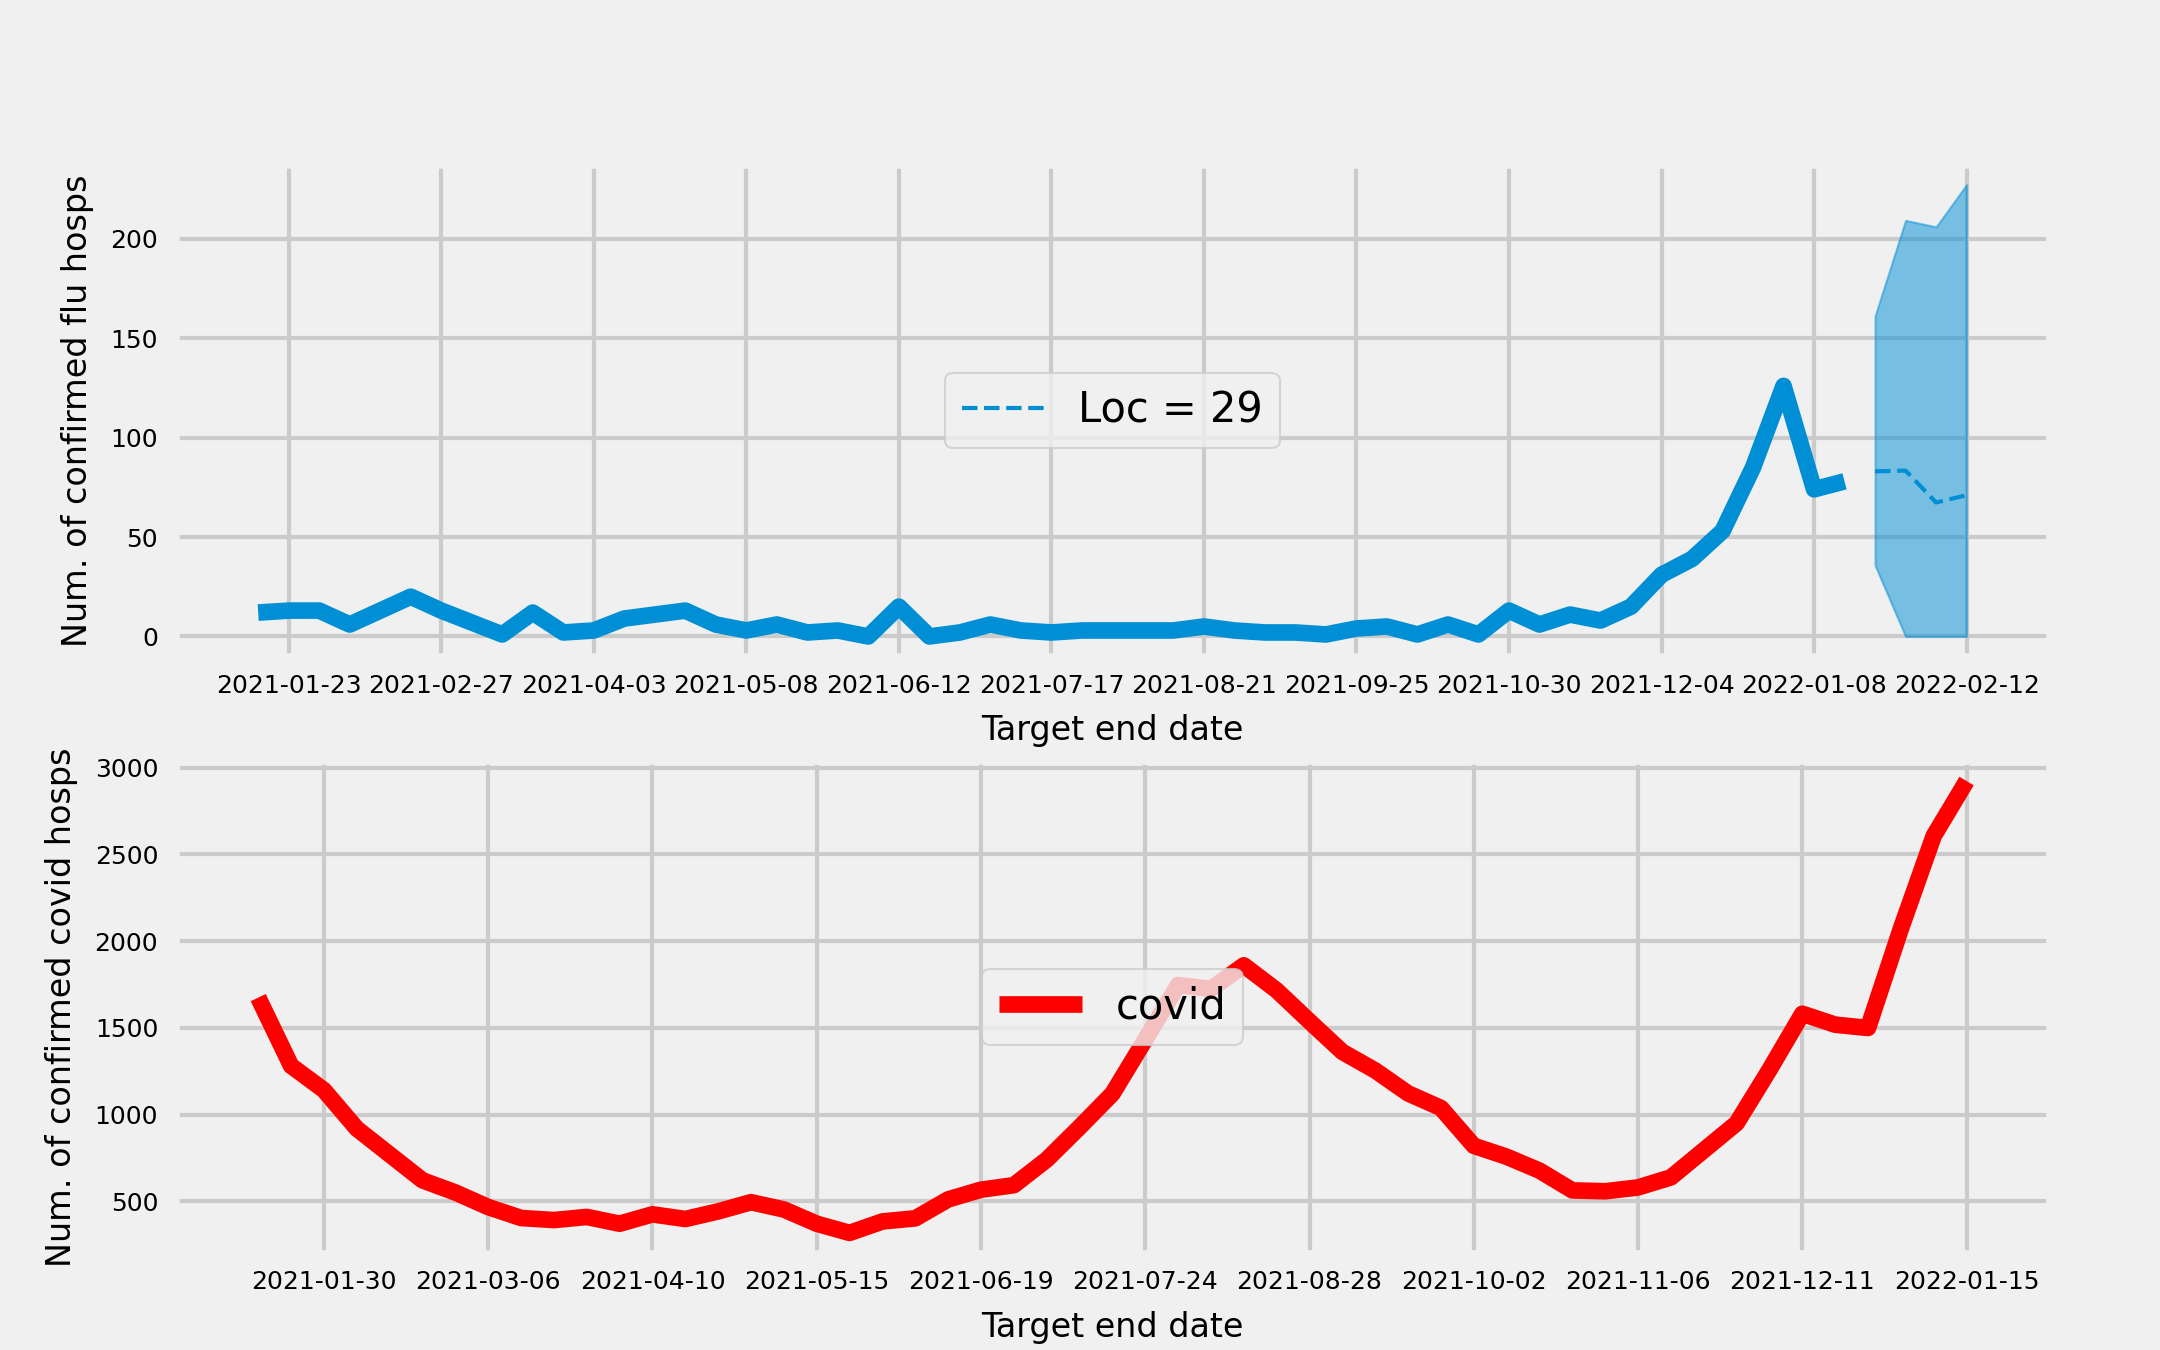 Num. of confirmed flu hosps
200
150
100
50
0
Loc = 29
2021-01-23 2021-02-27 2021-04-03 2021-05-08 2021-06-12 2021-07-17 2021-08-21 2021-09-25 2021-10-30 2021-12-04 2022-01-08 2022-02-12
Target end date
Num. of confirmed covid hosps
3000
2500
2000
1500
1000
500
covid
2021-01-30 2021-03-06 2021-04-10 2021-05-15 2021-06-19 2021-07-24 2021-08-28 2021-10-02 2021-11-06 2021-12-11 2022-01-15
Target end date